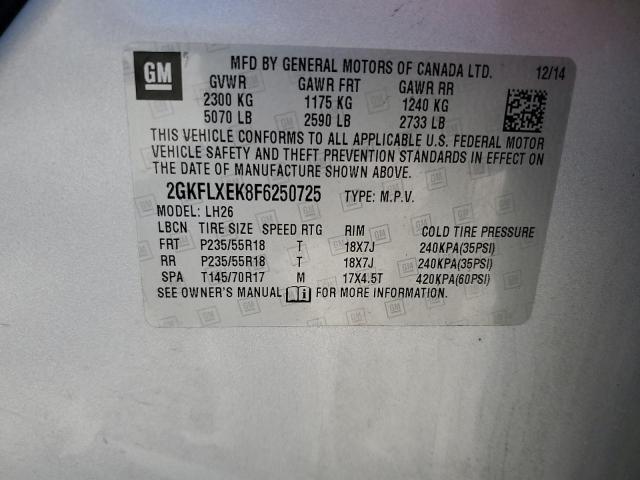 GM
MFD BY GENERAL MOTORS OF CANADA LTD. 12/14
GVWR GAWR FRT GAWR RR
2300 KG 1175 KG 1240 KG
5070 LB 2590 LB 2733 LB
THIS VEHICLE CONFORMS TO ALL APPLICABLE U.S. FEDERAL MOTOR
VEHICLE SAFETY AND THEFT PREVENTION STANDARDS IN EFFECT ON
THE DATE OF MANUFACTURE SHOWN ABOVE.
2GKFLXEK8F6250725 TYPE: M.P.V.
MODEL: LH26
LBCN TIRE SIZE SPEED RTG RIM COLD TIRE PRESSURE
FRT P235/55R18 T 18X7J 240KPA(35PSI)
RR P235/55R18 T 18X7J 240KPA(35PSI)
SPA T145/70R17 M 17X4.5T 420KPA(60PSI)
SEE OWNER'S MANUAL FOR MORE INFORMATION.